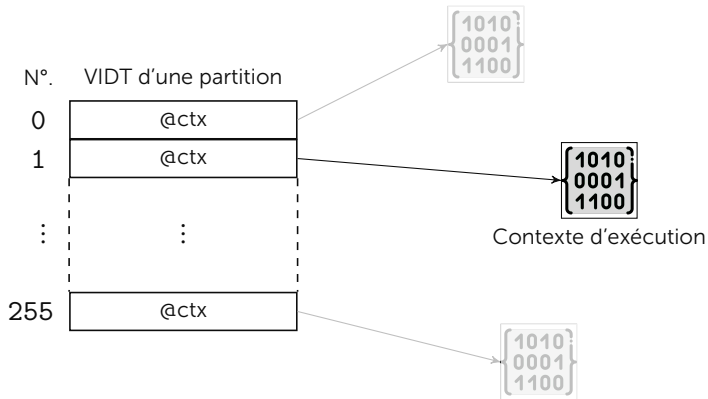 1010
0001
1100
N°. VIDT d'une partition
0 @ctx
1 @ctx
1010
0001
1100
⋮ ⋮
Contexte d'exécution
255 @ctx
1010
0001
1100